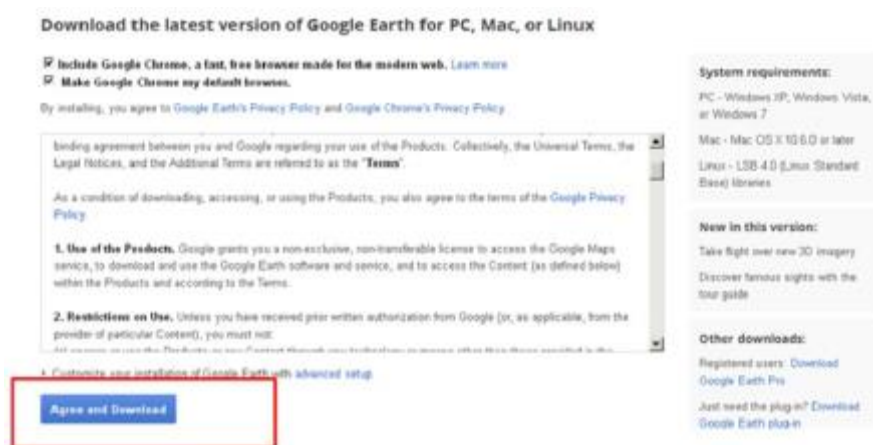 Download the latest version of Google Earth for PC, Mac, or Linux
Include Google Chrome, a fast, free browser made for the modern web. Learn more
Make Google Chrome my default browser.
By installing, you agree to Google Earth's Privacy Policy and Google Chrome's Privacy Policy
binding agreement between you and Google regarding your use of the Products. Collectively, the Universal Terms, the
Legal Notices, and the Additional Terms are referred to as the "Terms".
As a condition of downloading, accessing, or using the Products, you also agree to the terms of the Google Privacy
Policy.
1. Use of the Products. Google grants you a non-exclusive, non-transferable license to access the Google Maps
service, to download and use the Google Earth software and service, and to access the Content (as defined below)
within the Products and according to the Terms.
2. Restrictions on Use. Unless you have received prior written authorization from Google (or, as applicable, from the
provider of particular Content), you must not:
Customize your installation of Google Earth with advanced setup.
Agree and Download
System requirements:
PC - Windows XP, Windows Vista,
or Windows 7
Mac - Mac OS X 10.6.0 or later
Linux - LSB 4.0 (Linux Standard
Base) libraries
New in this version:
Take flight over new 3D imagery
Discover famous sights with the
tour guide
Other downloads:
Registered users: Download
Google Earth Pro
Just need the plug-in? Download
Google Earth plug-in